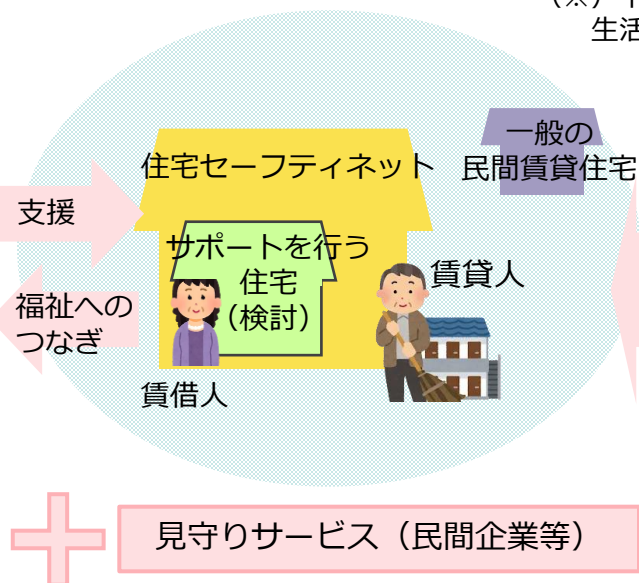 生活
一般の
民間賃貸住宅
住宅セーフティネット
支援
サポートを行う
住宅
（検討）
賃貸人
福祉への
つなぎ
賃借人
見守りサービス（民間企業等）